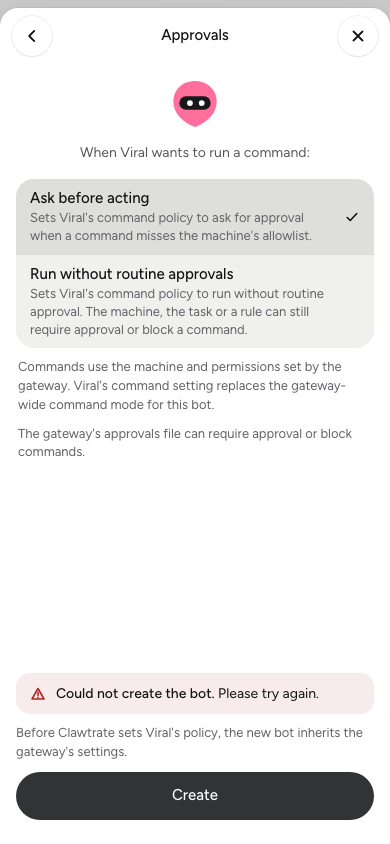 Approvals
When Viral wants to run a command:
Ask before acting
Sets Viral's command policy to ask for approval
when a command misses the machine's allowlist.
Run without routine approvals
Sets Viral's command policy to run without routine
approval. The machine, the task or a rule can still
require approval or block a command.
Commands use the machine and permissions set by the
gateway. Viral's command setting replaces the gateway-
wide command mode for this bot.
The gateway's approvals file can require approval or block
commands.
Could not create the bot. Please try again.
Before Clawtrate sets Viral's policy, the new bot inherits the
gateway's settings.
Create